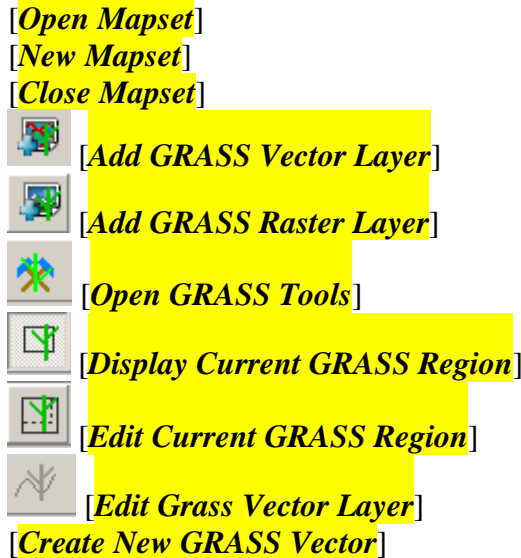 [Open Mapset]
[New Mapset]
[Close Mapset]
[Add GRASS Vector Layer]
[Add GRASS Raster Layer]
[Open GRASS Tools]
[Display Current GRASS Region]
[Edit Current GRASS Region]
[Edit Grass Vector Layer]
[Create New GRASS Vector]